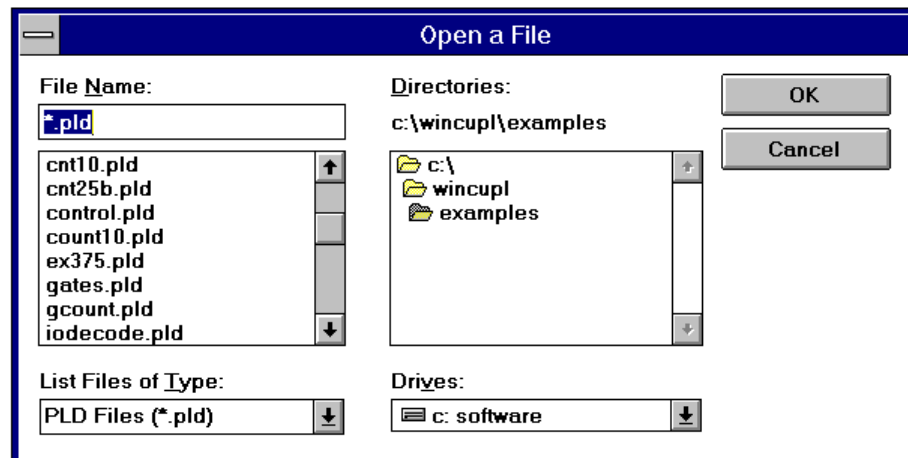 Open a File
File Name:
*.pld
cnt10.pld
cnt25b.pld
control.pld
count10.pld
ex375.pld
gates.pld
gcount.pld
iodecode.pld
List Files of Type:
PLD Files (*.pld)
Directories:
c:\wincupl\examples
c:\
wincupl
examples
Drives:
c: software
OK
Cancel